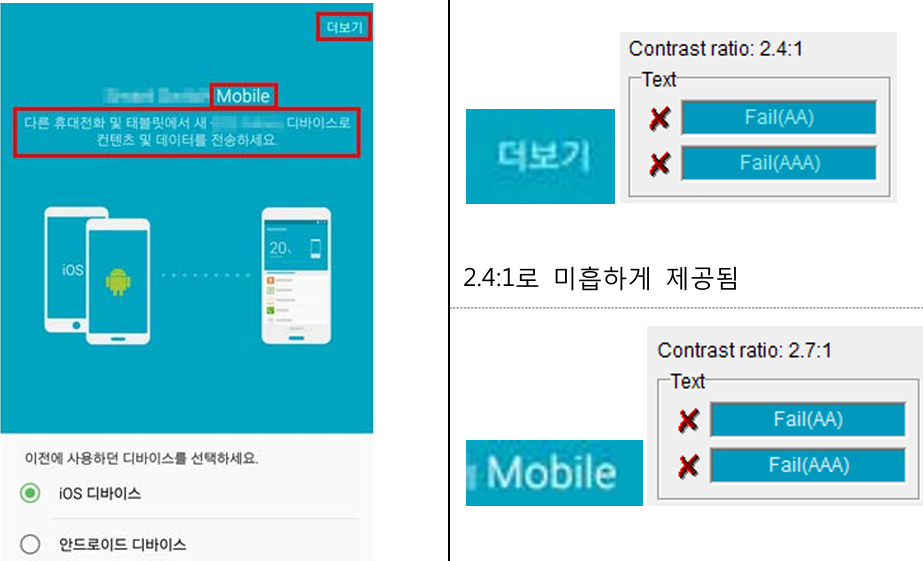 더보기
Mobile
다른 휴대전화 및 태블릿에서 새 디바이스로
컨텐츠 및 데이터를 전송하세요.
iOS
20
이전에 사용하던 디바이스를 선택하세요.
iOS 디바이스
안드로이드 디바이스
더보기
Contrast ratio: 2.4:1
Text
Fail(AA)
Fail(AAA)
2.4:1로 미흡하게 제공됨
Mobile
Contrast ratio: 2.7:1
Text
Fail(AA)
Fail(AAA)